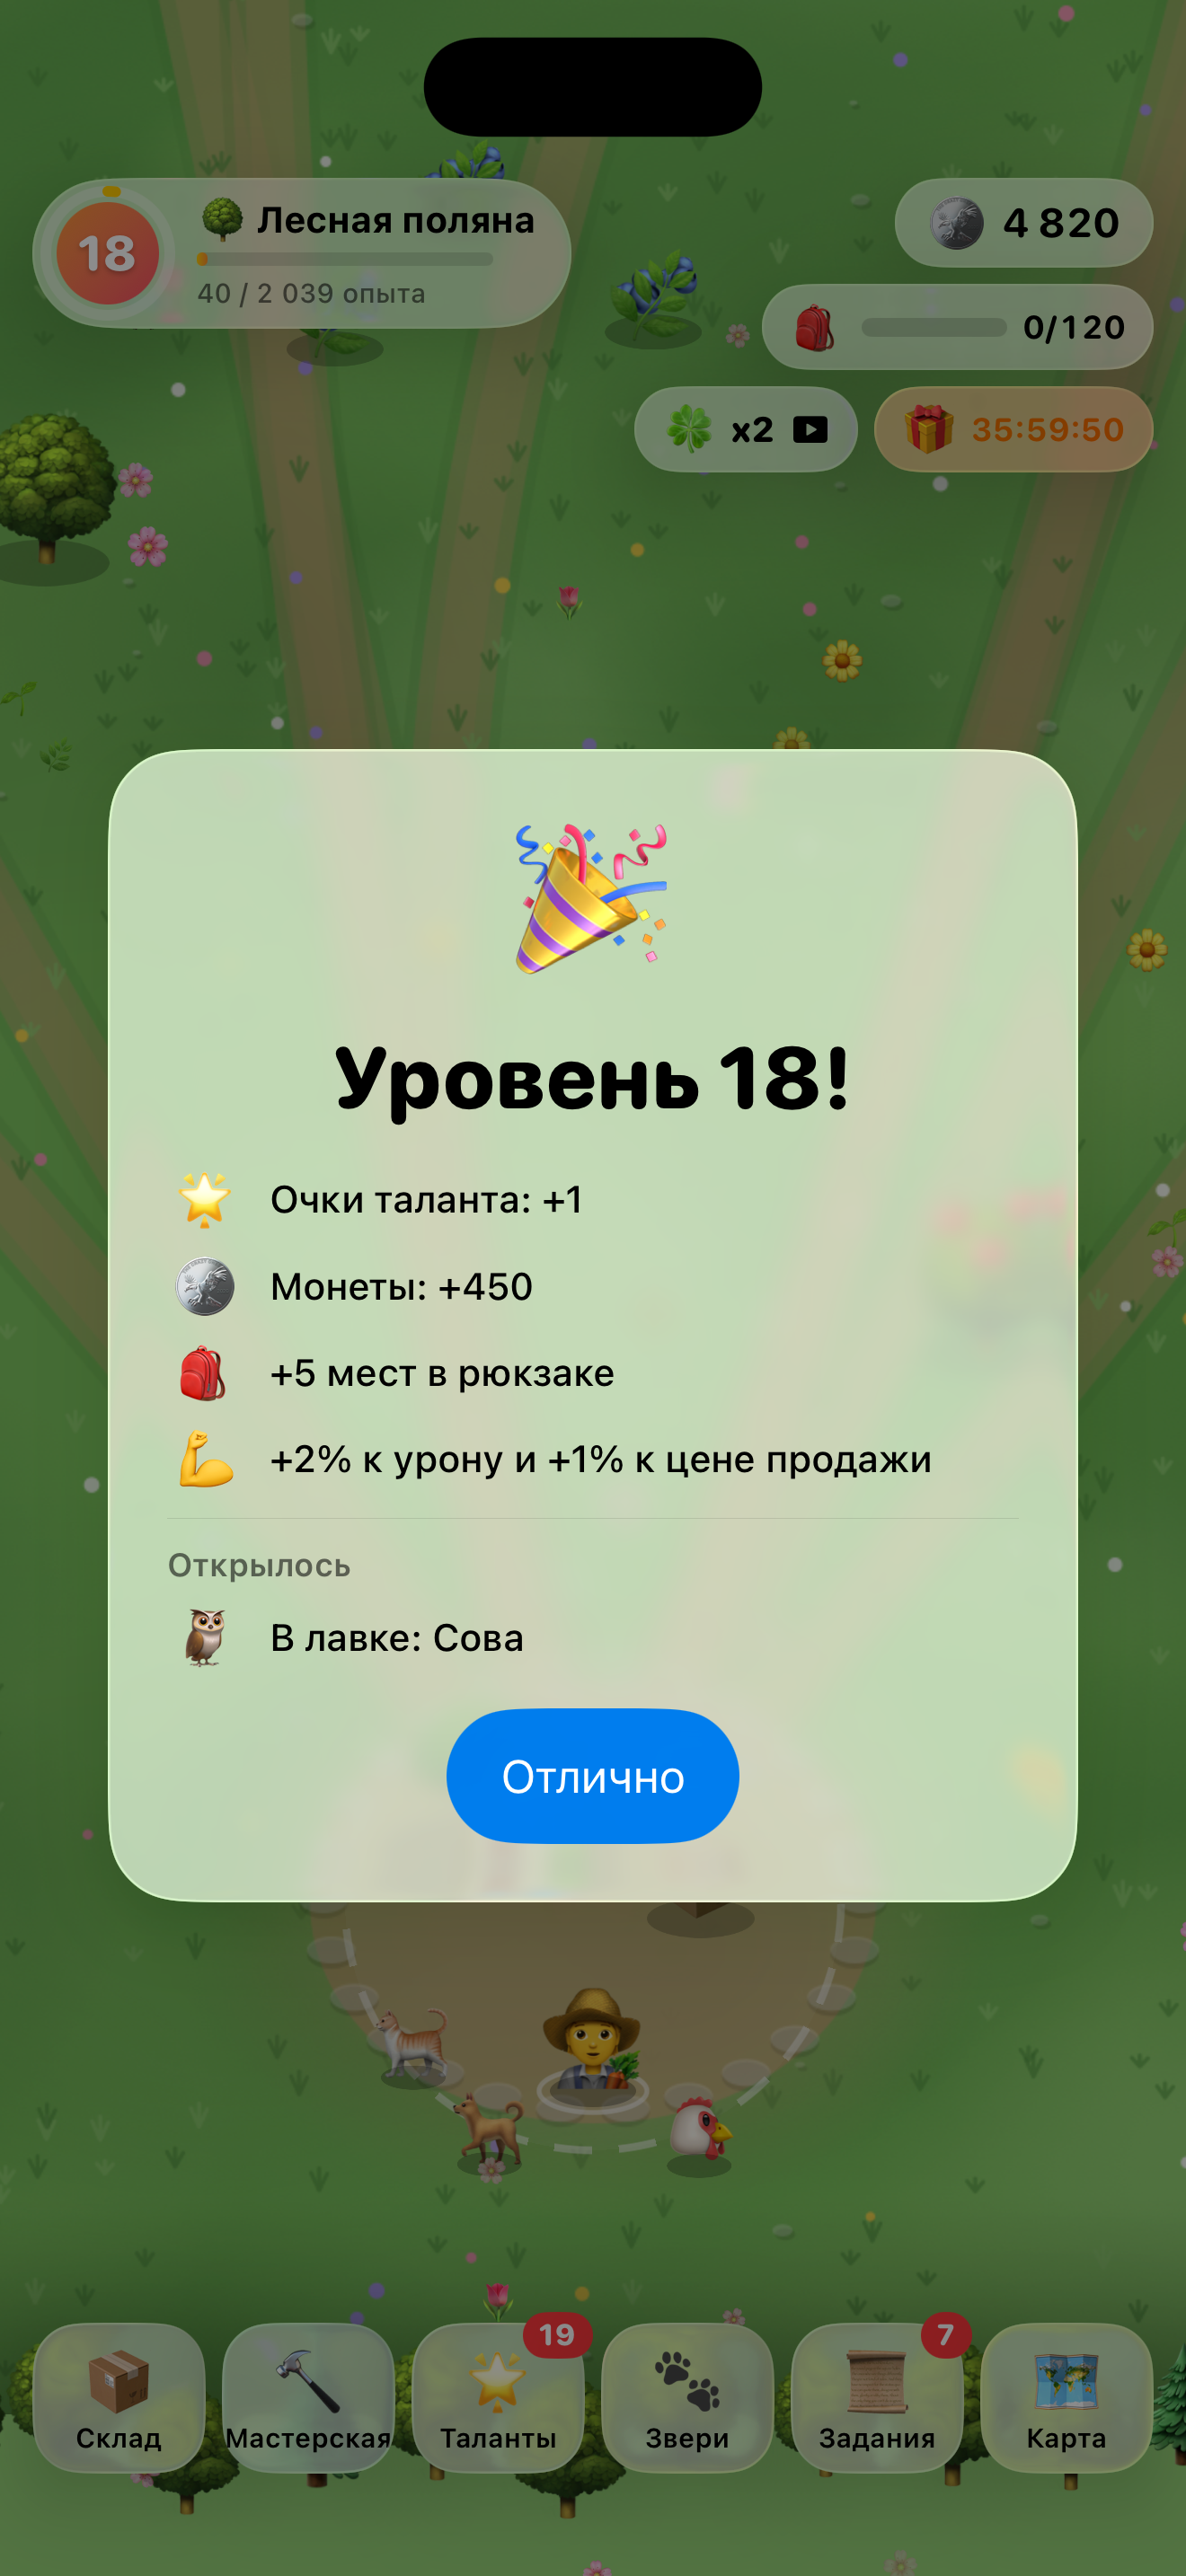 18
Лесная поляна
40 / 2 039 опыта
4 820
0/120
x2
35:59:50
Уровень 18!
Очки таланта: +1
Монеты: +450
+5 мест в рюкзаке
+2% к урону и +1% к цене продажи
Открылось
В лавке: Сова
Отлично
19
7
Склад
Мастерская
Таланты
Звери
Задания
Карта